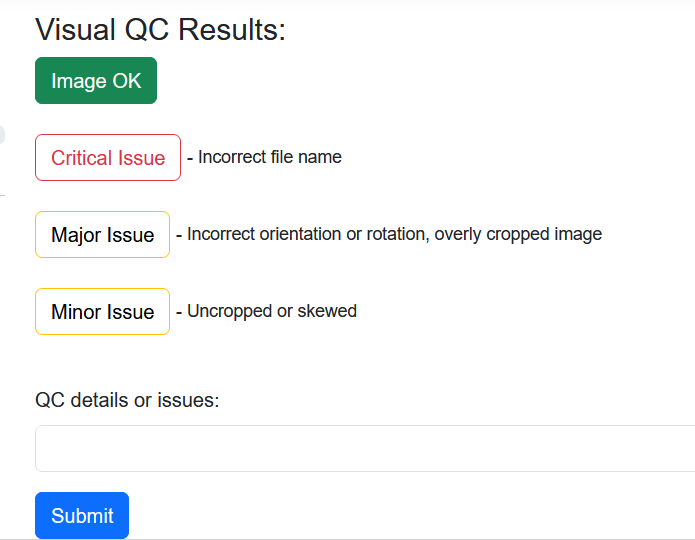 Visual QC Results:
Image OK
Critical Issue - Incorrect file name
Major Issue - Incorrect orientation or rotation, overly cropped image
Minor Issue - Uncropped or skewed
QC details or issues:
Submit